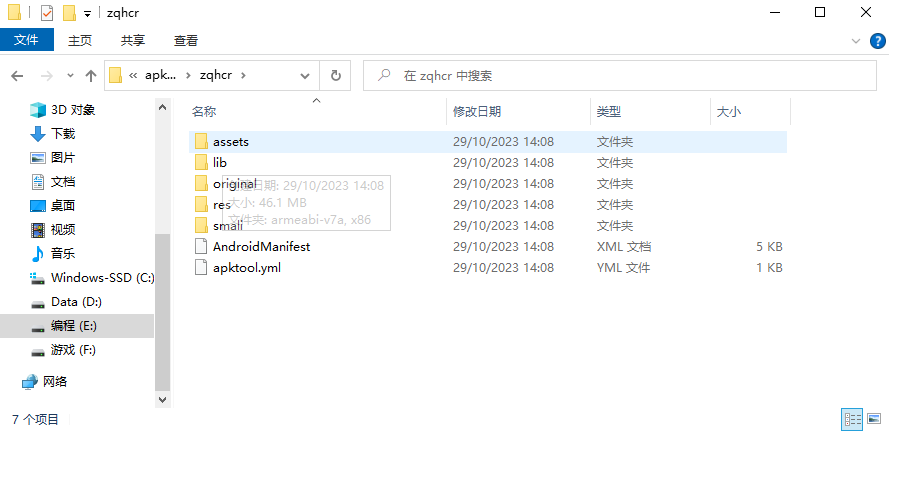 zqhcr
文件 主页 共享 查看
« apk... › zqhcr › 在 zqhcr 中搜索
名称 修改日期 类型 大小
3D 对象
下载
图片
文档
桌面
视频
音乐
Windows-SSD (C:)
Data (D:)
编程 (E:)
游戏 (F:)
网络
assets 29/10/2023 14:08 文件夹
lib 29/10/2023 14:08 文件夹
original 29/10/2023 14:08 文件夹
res 29/10/2023 14:08 文件夹
smali 29/10/2023 14:08 文件夹
AndroidManifest 29/10/2023 14:08 XML 文档 5 KB
apktool.yml 29/10/2023 14:08 YML 文件 1 KB
日期: 29/10/2023 14:08
大小: 46.1 MB
文件夹: armeabi-v7a, x86
7 个项目